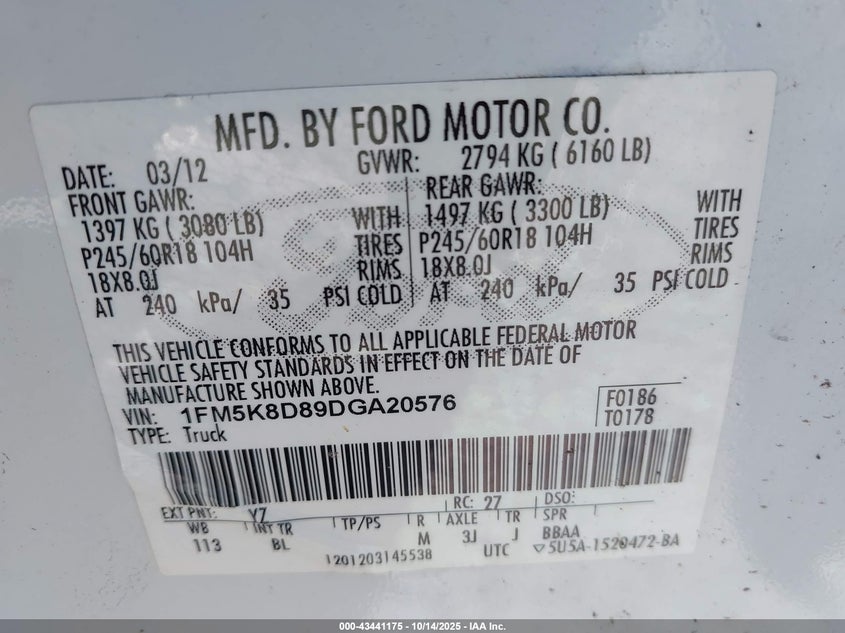 MFD. BY FORD MOTOR CO.
DATE: 03/12 GVWR: 2794 KG ( 6160 LB)
FRONT GAWR: REAR GAWR:
1397 KG ( 3080 LB) WITH 1497 KG ( 3300 LB) WITH
P245/60R18 104H TIRES P245/60R18 104H TIRES
18X8.0J RIMS 18X8.0J RIMS
AT 240 kPa/ 35 PSI COLD AT 240 kPa/ 35 PSI COLD
Ford
THIS VEHICLE CONFORMS TO ALL APPLICABLE FEDERAL MOTOR
VEHICLE SAFETY STANDARDS IN EFFECT ON THE DATE OF
MANUFACTURE SHOWN ABOVE.
VIN: 1FM5K8D89DGA20576 F0186
TYPE: Truck T0178
EXT PNT: YZ RC: 27 DSO:
WB INT TR TP/PS R AXLE TR SPR
113 BL M 3J J BBAA
1201203145538 UTC ▽5U5A-1520472-BA
000-43441175 | 10/14/2025 | IAA Inc.